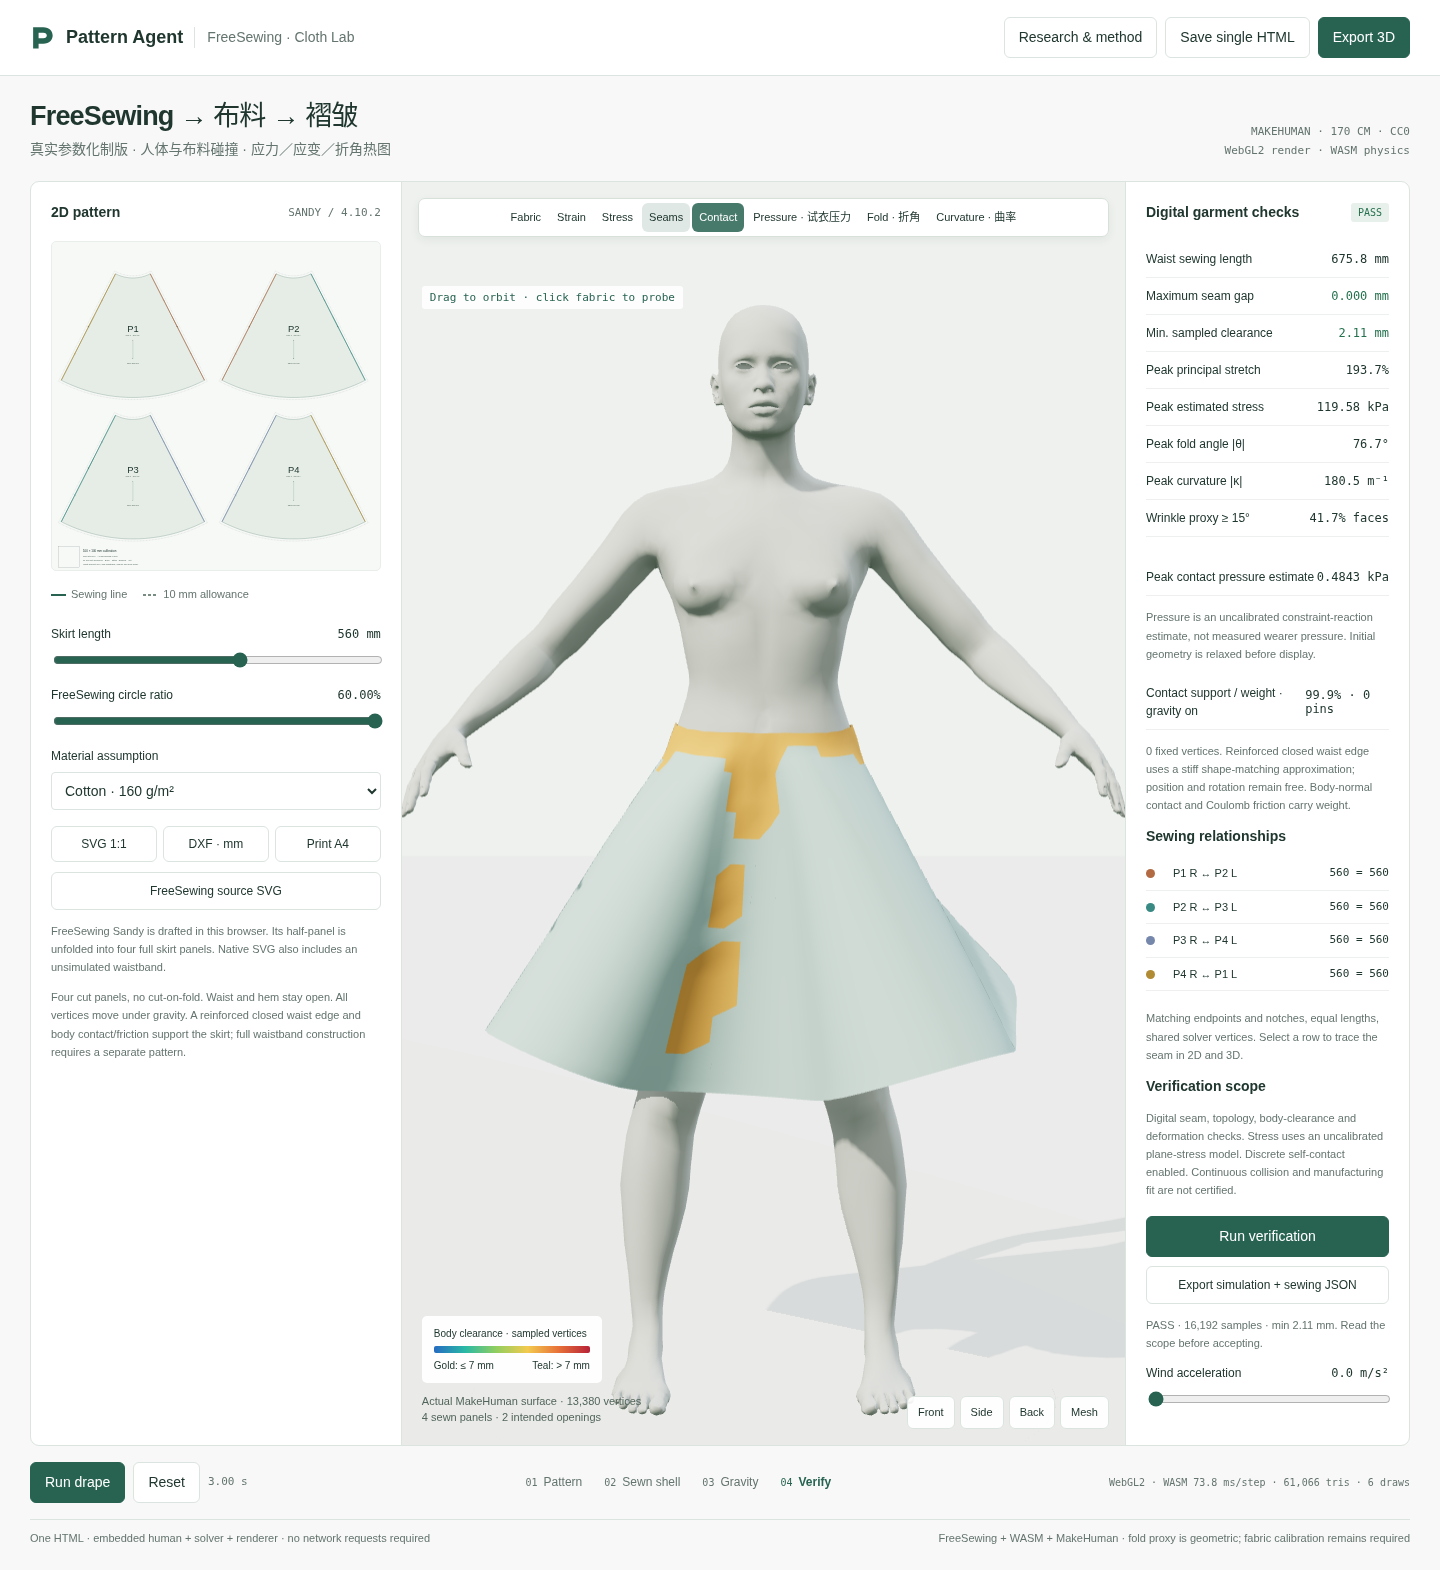 Pattern Agent
FreeSewing · Cloth Lab
Research & method
Save single HTML
Export 3D
FreeSewing → 布料 → 褶皱
真实参数化制版 · 人体与布料碰撞 · 应力／应变／折角热图
MAKEHUMAN · 170 CM · CC0
WebGL2 render · WASM physics
2D pattern
SANDY / 4.10.2
P1
P2
P3
P4
Sewing line
10 mm allowance
Skirt length
560 mm
FreeSewing circle ratio
60.00%
Material assumption
Cotton · 160 g/m²
SVG 1:1
DXF · mm
Print A4
FreeSewing source SVG
FreeSewing Sandy is drafted in this browser. Its half-panel is
unfolded into four full skirt panels. Native SVG also includes an
unsimulated waistband.
Four cut panels, no cut-on-fold. Waist and hem stay open. All
vertices move under gravity. A reinforced closed waist edge and
body contact/friction support the skirt; full waistband construction
requires a separate pattern.
Fabric
Strain
Stress
Seams
Contact
Pressure · 试衣压力
Fold · 折角
Curvature · 曲率
Drag to orbit · click fabric to probe
Body clearance · sampled vertices
Gold: ≤ 7 mm
Teal: > 7 mm
Actual MakeHuman surface · 13,380 vertices
4 sewn panels · 2 intended openings
Front
Side
Back
Mesh
Digital garment checks
PASS
Waist sewing length
675.8 mm
Maximum seam gap
0.000 mm
Min. sampled clearance
2.11 mm
Peak principal stretch
193.7%
Peak estimated stress
119.58 kPa
Peak fold angle |θ|
76.7°
Peak curvature |κ|
180.5 m⁻¹
Wrinkle proxy ≥ 15°
41.7% faces
Peak contact pressure estimate
0.4843 kPa
Pressure is an uncalibrated constraint-reaction
estimate, not measured wearer pressure. Initial
geometry is relaxed before display.
Contact support / weight ·
gravity on
99.9% · 0
pins
0 fixed vertices. Reinforced closed waist edge
uses a stiff shape-matching approximation;
position and rotation remain free. Body-normal
contact and Coulomb friction carry weight.
Sewing relationships
P1 R ↔ P2 L
560 = 560
P2 R ↔ P3 L
560 = 560
P3 R ↔ P4 L
560 = 560
P4 R ↔ P1 L
560 = 560
Matching endpoints and notches, equal lengths,
shared solver vertices. Select a row to trace the
seam in 2D and 3D.
Verification scope
Digital seam, topology, body-clearance and
deformation checks. Stress uses an uncalibrated
plane-stress model. Discrete self-contact
enabled. Continuous collision and manufacturing
fit are not certified.
Run verification
Export simulation + sewing JSON
PASS · 16,192 samples · min 2.11 mm. Read the
scope before accepting.
Wind acceleration
0.0 m/s²
Run drape
Reset
3.00 s
01 Pattern
02 Sewn shell
03 Gravity
04 Verify
WebGL2 · WASM 73.8 ms/step · 61,066 tris · 6 draws
One HTML · embedded human + solver + renderer · no network requests required
FreeSewing + WASM + MakeHuman · fold proxy is geometric; fabric calibration remains required